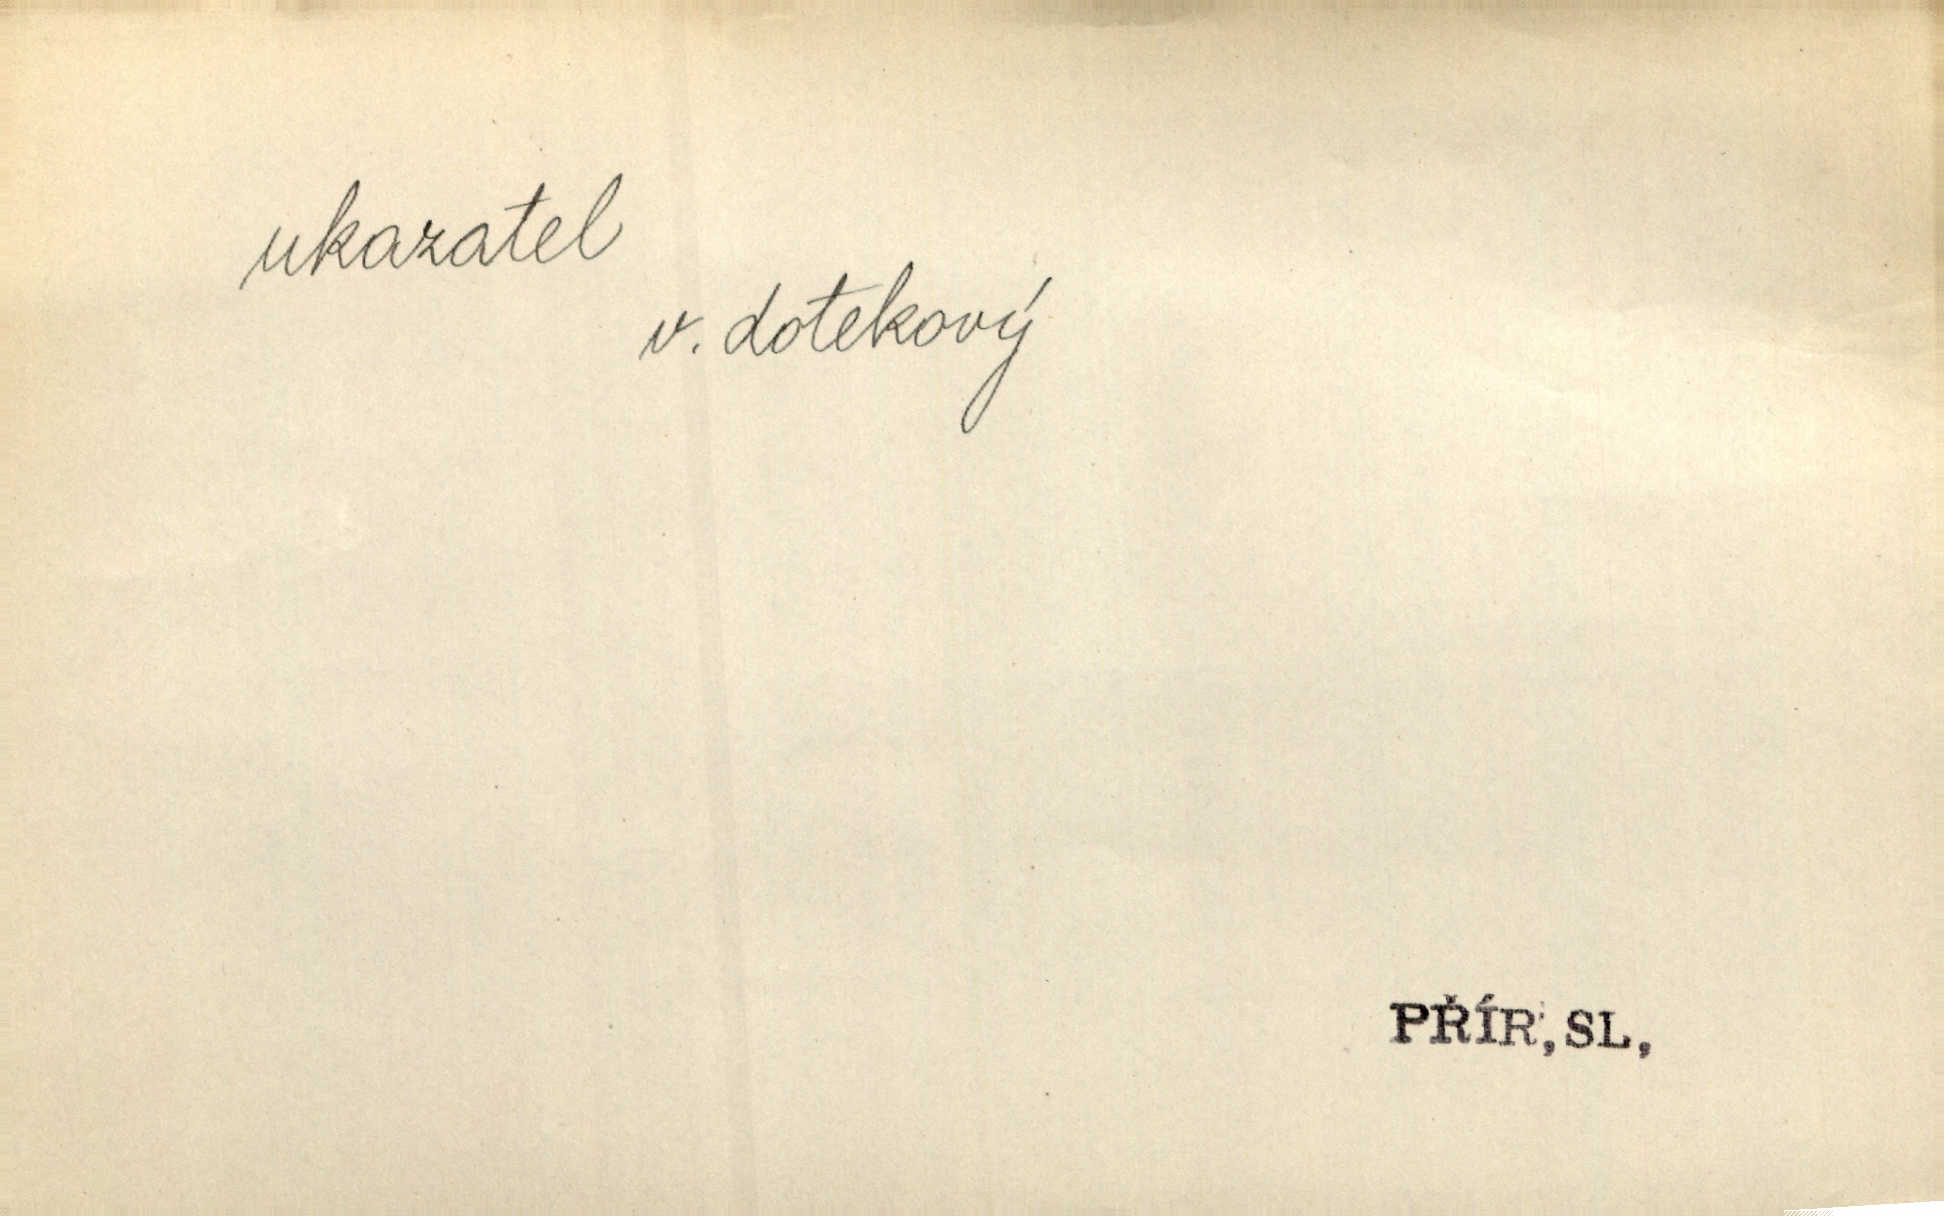 ukazatel
v. dotekový
PŘÍR, SL,